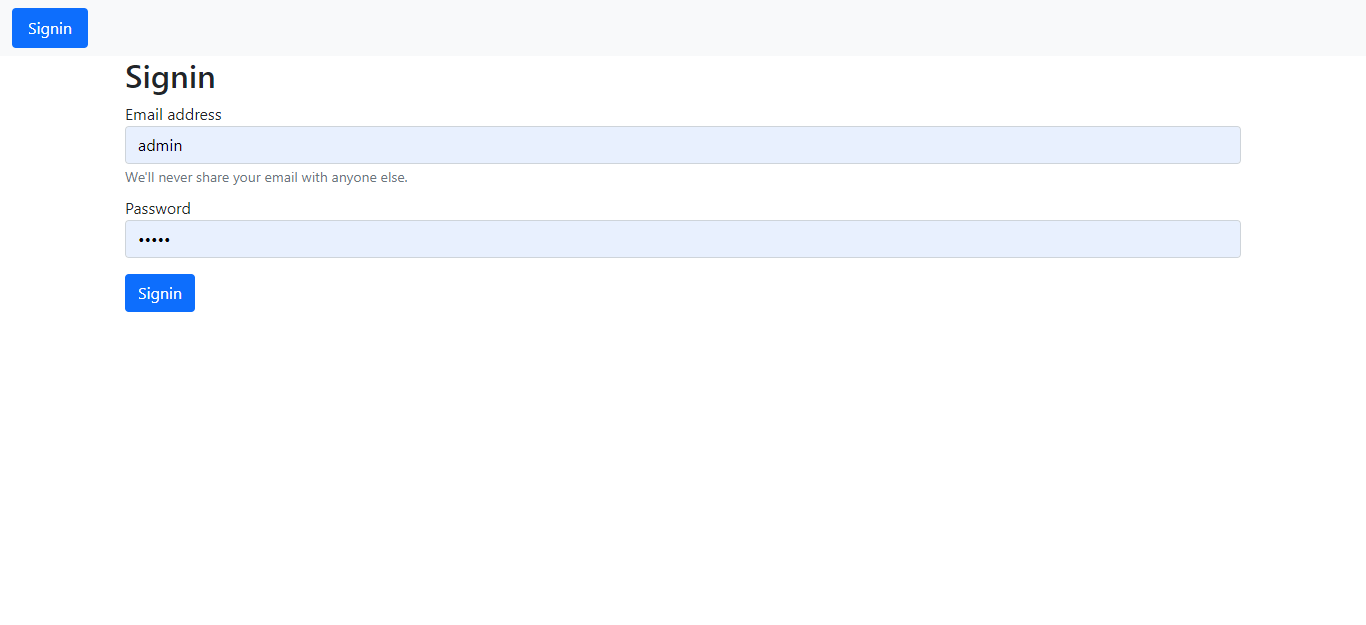 Signin
Signin
Email address
admin
We'll never share your email with anyone else.
Password
•••••
Signin